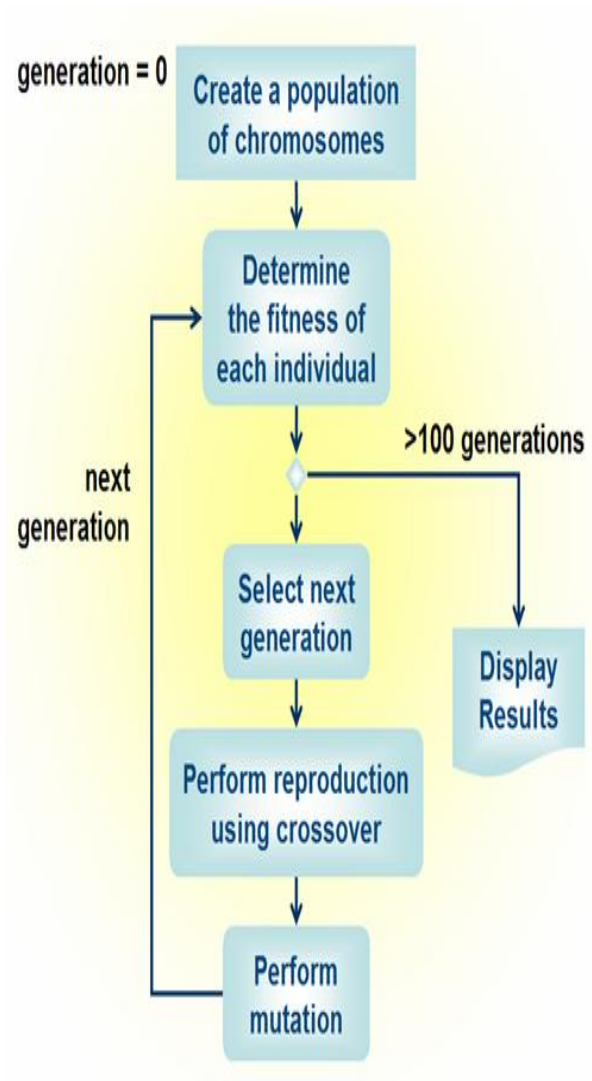 generation = 0
Create a population
of chromosomes
Determine
the fitness of
each individual
>100 generations
next
generation
Select next
generation
Display
Results
Perform reproduction
using crossover
Perform
mutation